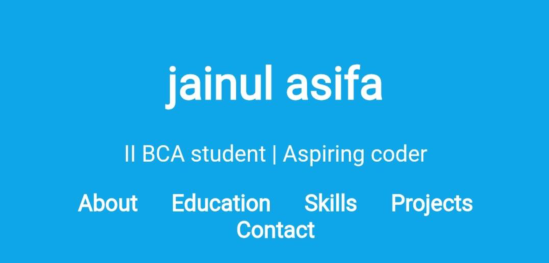 jainul asifa
II BCA student | Aspiring coder
About Education Skills Projects
Contact